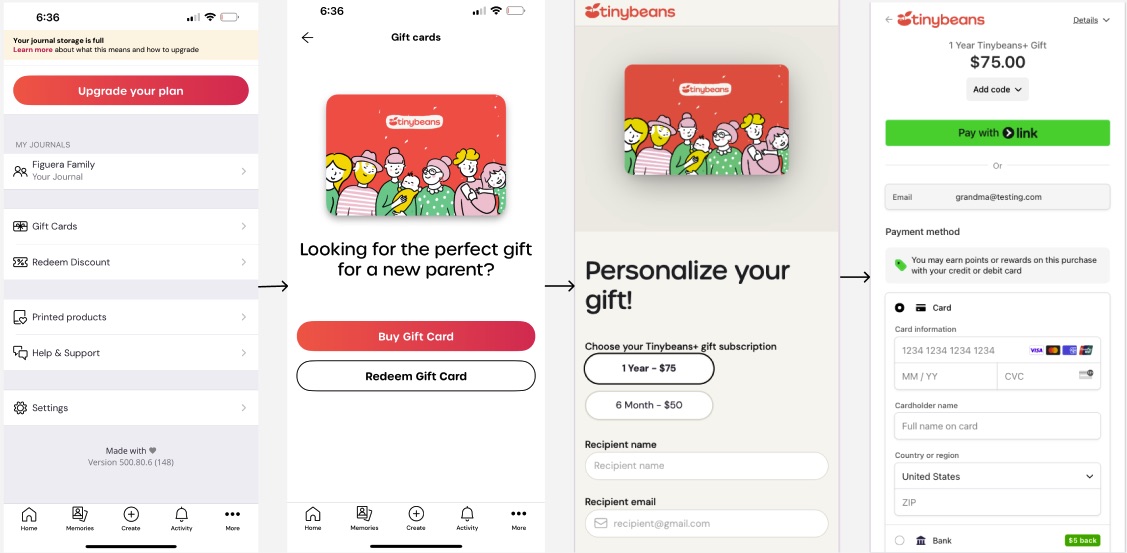 6:36
Your journal storage is full
Learn more about what this means and how to upgrade
Upgrade your plan
MY JOURNALS
Figuera Family
Your Journal
Gift Cards
Redeem Discount
Printed products
Help & Support
Settings
Made with
Version 500.80.6 (148)
Home
Memories
Create
Activity
More
6:36
Gift cards
tinybeans
Looking for the perfect gift
for a new parent?
Buy Gift Card
Redeem Gift Card
Home
Memories
Create
Activity
More
tinybeans
tinybeans
Personalize your
gift!
Choose your Tinybeans+ gift subscription
1 Year - $75
6 Month - $50
Recipient name
Recipient name
Recipient email
recipient@gmail.com
tinybeans
Details
1 Year Tinybeans+ Gift
$75.00
Add code
Pay with link
Or
Email grandma@testing.com
Payment method
You may earn points or rewards on this purchase
with your credit or debit card
Card
Card information
1234 1234 1234 1234 VISA
MM / YY CVC
Cardholder name
Full name on card
Country or region
United States
ZIP
Bank $5 back